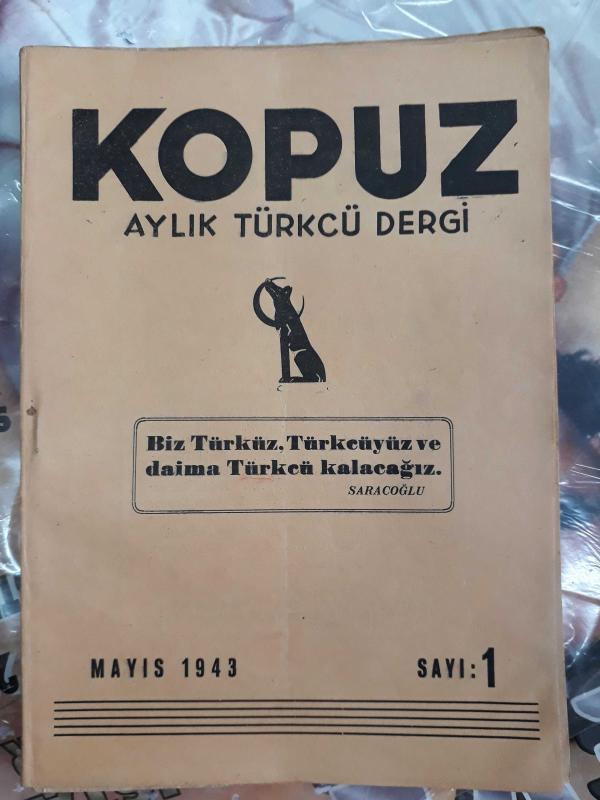 KOPUZ
AYLIK TÜRKCÜ DERGİ
Biz Türküz, Türkcüyüz ve
daima Türkcü kalacağız.
SARACOĞLU
MAYIS 1943
SAYI: 1